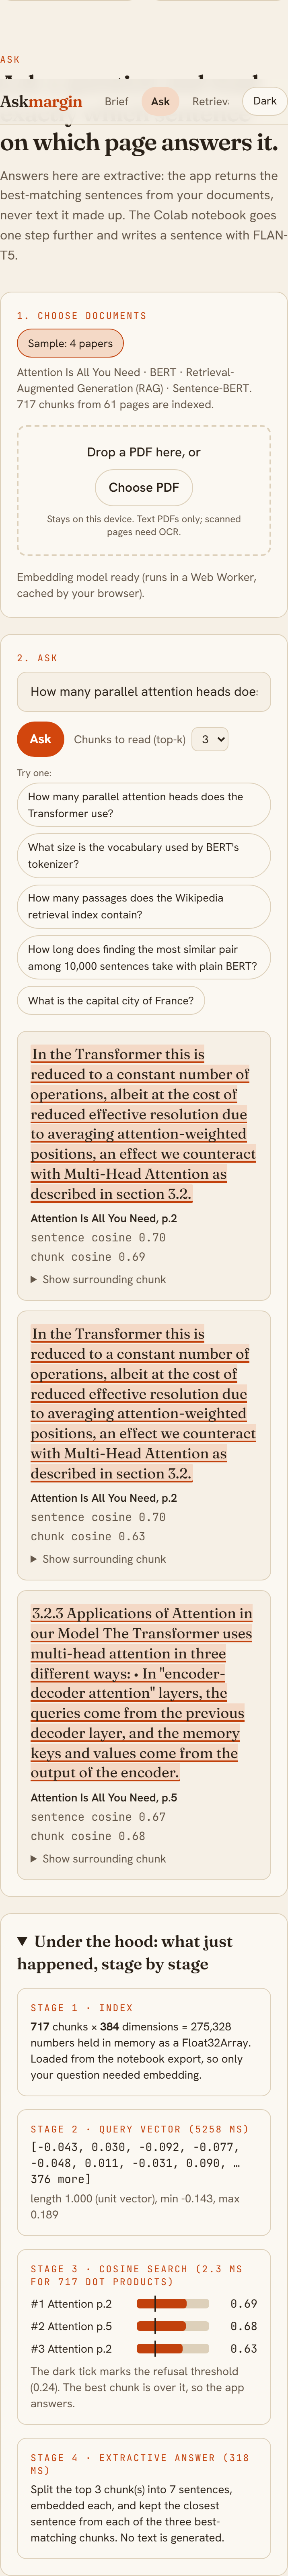 ASK
Askmargin Brief Ask Dark
on which page answers it.
Answers here are extractive: the app returns the
best-matching sentences from your documents,
never text it made up. The Colab notebook goes
one step further and writes a sentence with FLAN-
T5.
1. CHOOSE DOCUMENTS
Sample: 4 papers
Attention Is All You Need · BERT · Retrieval-
Augmented Generation (RAG) · Sentence-BERT.
717 chunks from 61 pages are indexed.
Drop a PDF here, or
Choose PDF
Stays on this device. Text PDFs only; scanned
pages need OCR.
Embedding model ready (runs in a Web Worker,
cached by your browser).
2. ASK
How many parallel attention heads does
Ask Chunks to read (top-k) 3
Try one:
How many parallel attention heads does the
Transformer use?
What size is the vocabulary used by BERT's
tokenizer?
How many passages does the Wikipedia
retrieval index contain?
How long does finding the most similar pair
among 10,000 sentences take with plain BERT?
What is the capital city of France?
In the Transformer this is
reduced to a constant number of
operations, albeit at the cost of
reduced effective resolution due
to averaging attention-weighted
positions, an effect we counteract
with Multi-Head Attention as
described in section 3.2.
Attention Is All You Need, p.2
sentence cosine 0.70
chunk cosine 0.69
▶ Show surrounding chunk
In the Transformer this is
reduced to a constant number of
operations, albeit at the cost of
reduced effective resolution due
to averaging attention-weighted
positions, an effect we counteract
with Multi-Head Attention as
described in section 3.2.
Attention Is All You Need, p.2
sentence cosine 0.70
chunk cosine 0.63
▶ Show surrounding chunk
3.2.3 Applications of Attention in
our Model The Transformer uses
multi-head attention in three
different ways: • In "encoder-
decoder attention" layers, the
queries come from the previous
decoder layer, and the memory
keys and values come from the
output of the encoder.
Attention Is All You Need, p.5
sentence cosine 0.67
chunk cosine 0.68
▶ Show surrounding chunk
▼ Under the hood: what just
happened, stage by stage
STAGE 1 · INDEX
717 chunks × 384 dimensions = 275,328
numbers held in memory as a Float32Array.
Loaded from the notebook export, so only
your question needed embedding.
STAGE 2 · QUERY VECTOR (5258 MS)
[-0.043, 0.030, -0.092, -0.077,
-0.048, 0.011, -0.031, 0.090, …
376 more]
length 1.000 (unit vector), min -0.143, max
0.189
STAGE 3 · COSINE SEARCH (2.3 MS
FOR 717 DOT PRODUCTS)
#1 Attention p.2 0.69
#2 Attention p.5 0.68
#3 Attention p.2 0.63
The dark tick marks the refusal threshold
(0.24). The best chunk is over it, so the app
answers.
STAGE 4 · EXTRACTIVE ANSWER (318
MS)
Split the top 3 chunk(s) into 7 sentences,
embedded each, and kept the closest
sentence from each of the three best-
matching chunks. No text is generated.